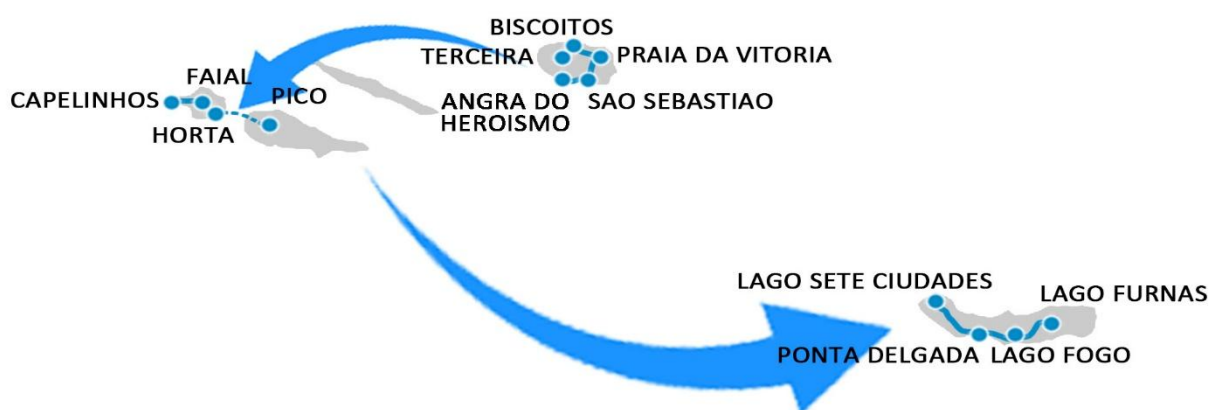 BISCOITOS
TERCEIRA
PRAIA DA VITORIA
FAIAL
CAPELINHOS
PICO
ANGRA DO
HEROISMO
SAO SEBASTIAO
HORTA
LAGO SETE CIUDADES
LAGO FURNAS
PONTA DELGADA
LAGO FOGO